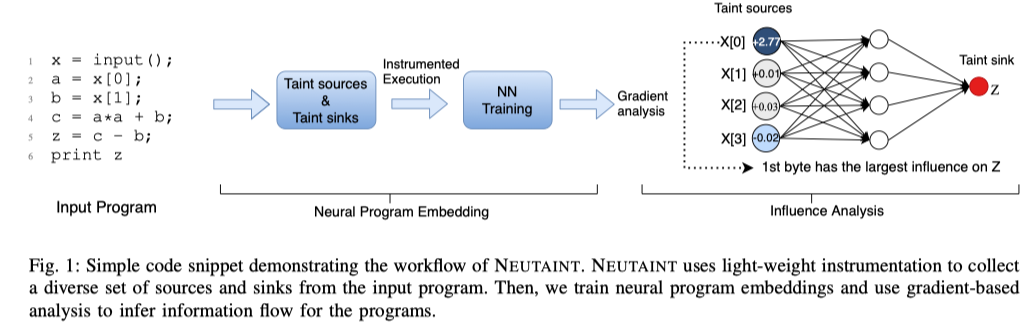 1 x = input();
2 a = x[0];
3 b = x[1];
4 c = a*a + b;
5 z = c - b;
6 print z
Input Program
Taint sources
&
Taint sinks
Instrumented
Execution
NN
Training
Neural Program Embedding
Gradient
analysis
Taint sources
X[0] +2.77
X[1] +0.01
X[2] +0.03
X[3] -0.02
Taint sink
Z
1st byte has the largest influence on Z
Influence Analysis
Fig. 1: Simple code snippet demonstrating the workflow of NEUTAINT. NEUTAINT uses light-weight instrumentation to collect
a diverse set of sources and sinks from the input program. Then, we train neural program embeddings and use gradient-based
analysis to infer information flow for the programs.